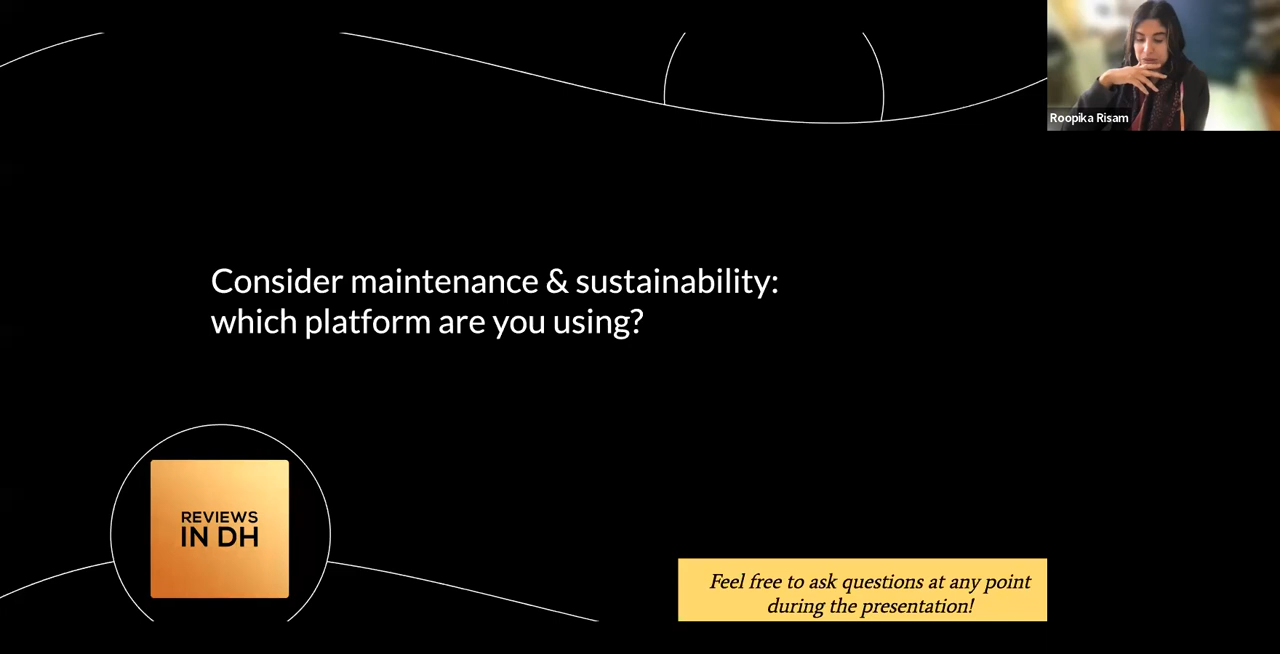 Roopika Risam
Consider maintenance & sustainability:
which platform are you using?
REVIEWS
IN DH
Feel free to ask questions at any point
during the presentation!